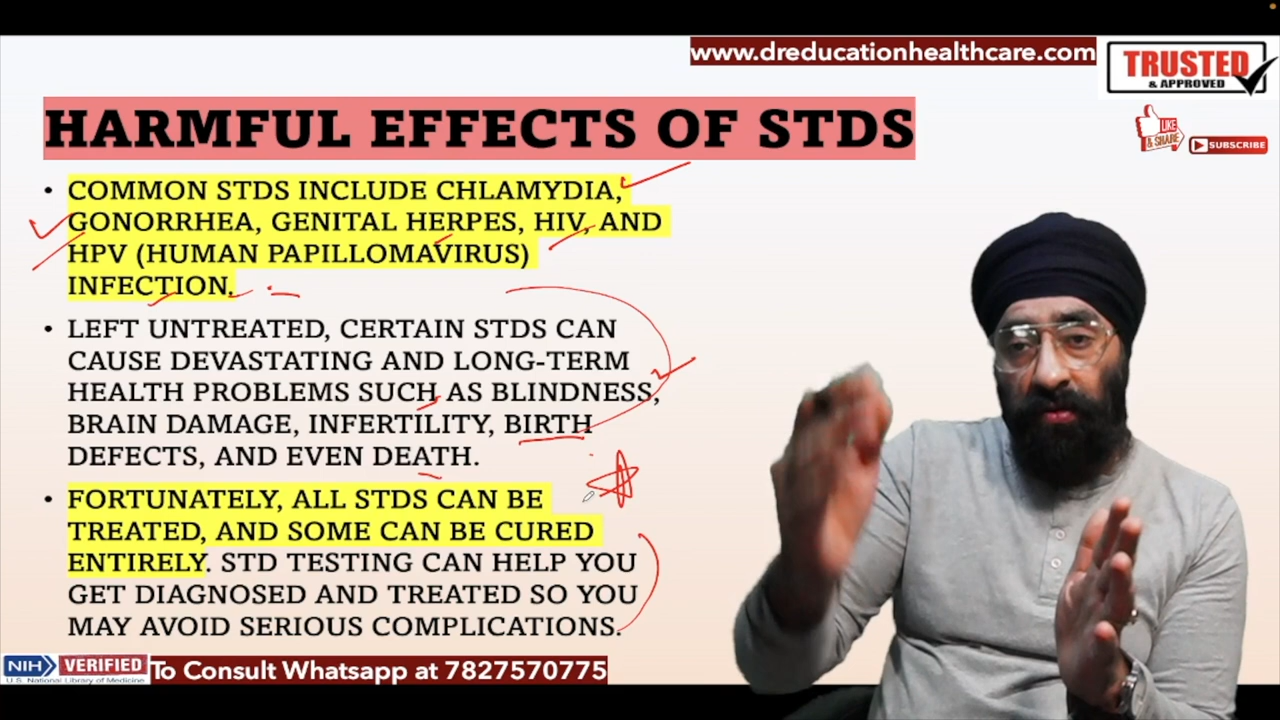 www.dreducationhealthcare.com
TRUSTED
& APPROVED
LIKE
& SHARE
SUBSCRIBE
HARMFUL EFFECTS OF STDS
• COMMON STDS INCLUDE CHLAMYDIA,
GONORRHEA, GENITAL HERPES, HIV, AND
HPV (HUMAN PAPILLOMAVIRUS)
INFECTION.
• LEFT UNTREATED, CERTAIN STDS CAN
CAUSE DEVASTATING AND LONG-TERM
HEALTH PROBLEMS SUCH AS BLINDNESS,
BRAIN DAMAGE, INFERTILITY, BIRTH
DEFECTS, AND EVEN DEATH.
• FORTUNATELY, ALL STDS CAN BE
TREATED, AND SOME CAN BE CURED
ENTIRELY. STD TESTING CAN HELP YOU
GET DIAGNOSED AND TREATED SO YOU
MAY AVOID SERIOUS COMPLICATIONS.
NIH VERIFIED
U.S. National Library of Medicine
To Consult Whatsapp at 7827570775